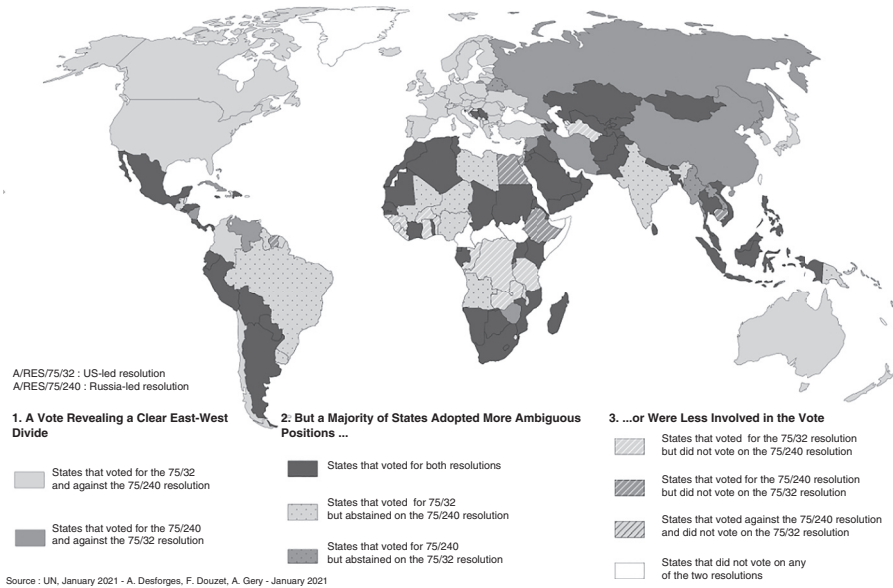 A/RES/75/32 : US-led resolution
A/RES/75/240 : Russia-led resolution
1. A Vote Revealing a Clear East-West
Divide
States that voted for the 75/32
and against the 75/240 resolution
States that voted for the 75/240
and against the 75/32 resolution
2. But a Majority of States Adopted More Ambiguous
Positions ...
States that voted for both resolutions
States that voted for 75/32
but abstained on the 75/240 resolution
States that voted for 75/240
but abstained on the 75/32 resolution
3. ...or Were Less Involved in the Vote
States that voted for the 75/32 resolution
but did not vote on the 75/240 resolution
States that voted for the 75/240 resolution
but did not vote on the 75/32 resolution
States that voted against the 75/240 resolution
and did not vote on the 75/32 resolution
States that did not vote on any
of the two resolutions
Source : UN, January 2021 - A. Desforges, F. Douzet, A. Gery - January 2021